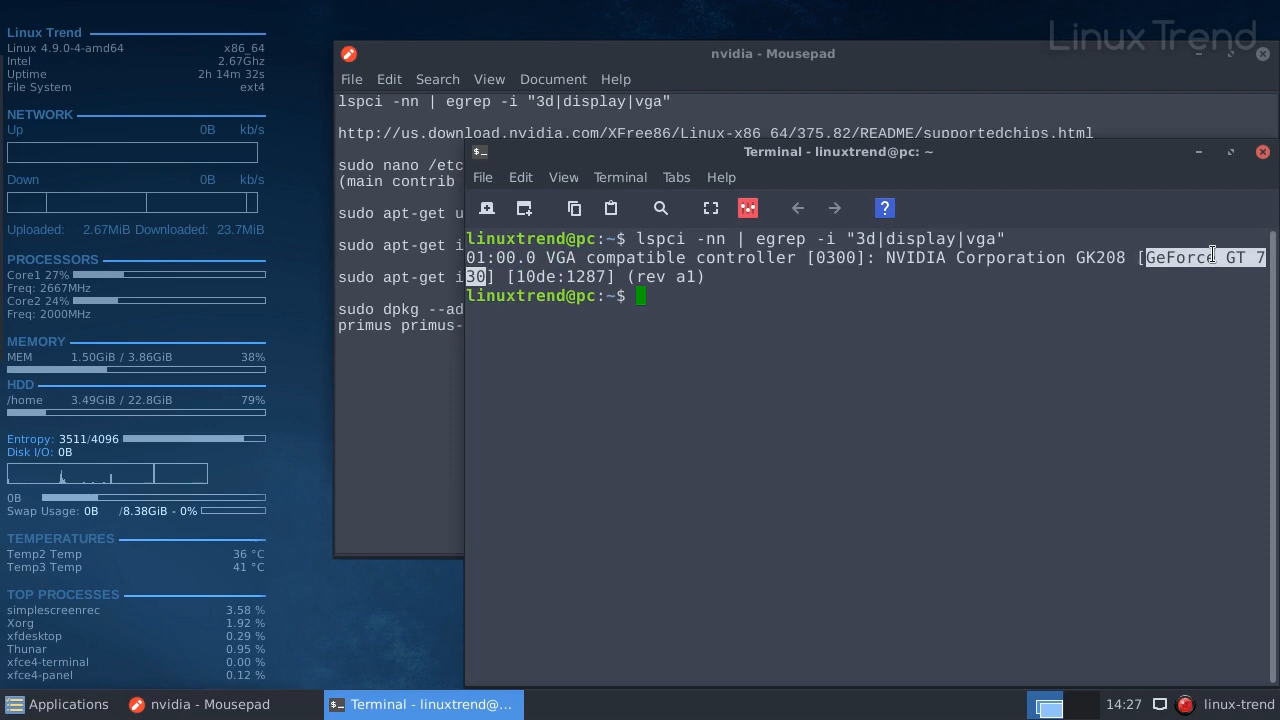 Linux Trend
Linux 4.9.0-4-amd64 x86_64
Intel 2.67Ghz
Uptime 2h 14m 32s
File System ext4
NETWORK
Up 0B kb/s
Down 0B kb/s
Uploaded: 2.67MiB Downloaded: 23.7MiB
PROCESSORS
Core1 27%
Freq: 2667MHz
Core2 24%
Freq: 2000MHz
MEMORY
MEM 1.50GiB / 3.86GiB 38%
HDD
/home 3.49GiB / 22.8GiB 79%
Entropy: 3511/4096
Disk I/O: 0B
0B
Swap Usage: 0B /8.38GiB - 0%
TEMPERATURES
Temp2 Temp 36 °C
Temp3 Temp 41 °C
TOP PROCESSES
simplescreenrec 3.58 %
Xorg 1.92 %
xfdesktop 0.29 %
Thunar 0.95 %
xfce4-terminal 0.00 %
xfce4-panel 0.12 %
Linux Trend
nvidia - Mousepad
File Edit Search View Document Help
lspci -nn | egrep -i "3d|display|vga"
http://us.download.nvidia.com/XFree86/Linux-x86_64/375.82/README/supportedchips.html
sudo nano /etc
(main contrib
sudo apt-get u
sudo apt-get i
sudo apt-get i
sudo dpkg --ad
primus primus-
Terminal - linuxtrend@pc: ~
File Edit View Terminal Tabs Help
linuxtrend@pc:~$ lspci -nn | egrep -i "3d|display|vga"
01:00.0 VGA compatible controller [0300]: NVIDIA Corporation GK208 [GeForce GT 7
30] [10de:1287] (rev a1)
linuxtrend@pc:~$
Applications nvidia - Mousepad Terminal - linuxtrend@... 14:27 linux-trend